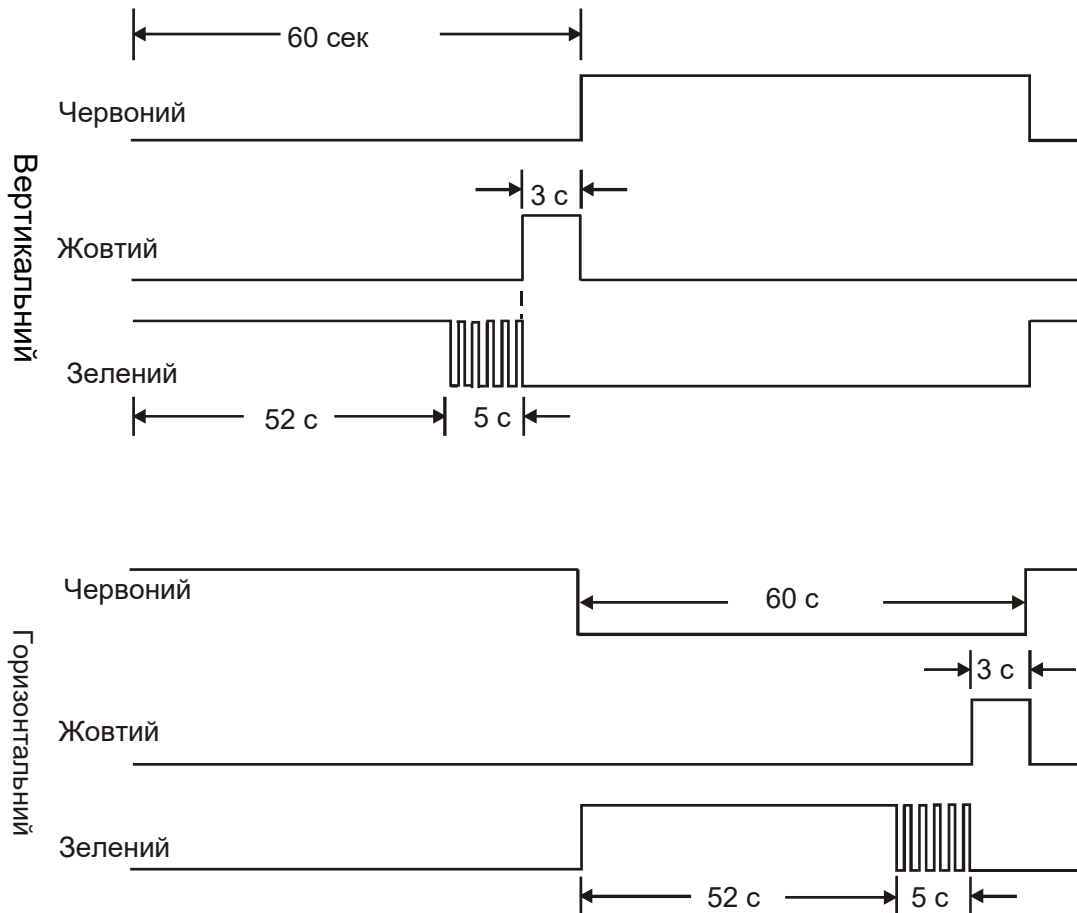 60 сек
Червоний
Вертикальний
3 с
Жовтий
Зелений
52 с
5 с
Червоний
60 с
Горизонтальний
3 с
Жовтий
Зелений
52 с
5 с